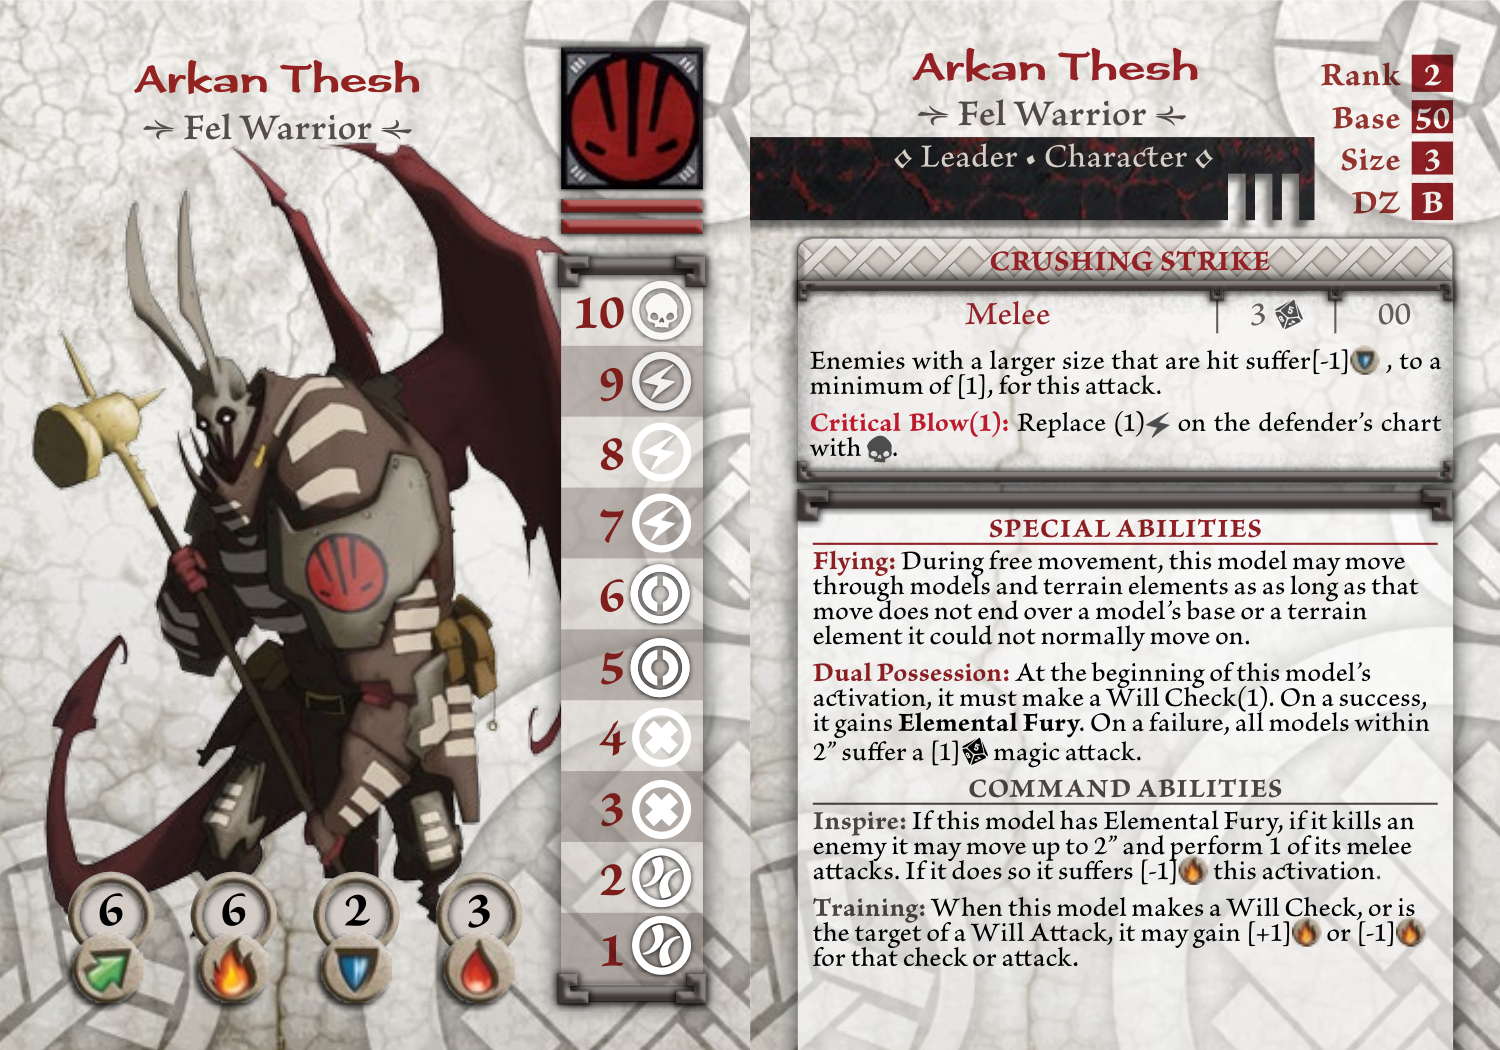 Arkan Thesh
Fel Warrior
10
9
8
7
6
5
4
3
2
1
6 6 2 3
Arkan Thesh
Fel Warrior
Leader • Character
Rank 2
Base 50
Size 3
DZ B
CRUSHING STRIKE
Melee 3 00
Enemies with a larger size that are hit suffer[-1] , to a
minimum of [1], for this attack.
Critical Blow(1): Replace (1) on the defender's chart
with .
SPECIAL ABILITIES
Flying: During free movement, this model may move
through models and terrain elements as as long as that
move does not end over a model's base or a terrain
element it could not normally move on.
Dual Possession: At the beginning of this model's
activation, it must make a Will Check(1). On a success,
it gains Elemental Fury. On a failure, all models within
2” suffer a [1] magic attack.
COMMAND ABILITIES
Inspire: If this model has Elemental Fury, if it kills an
enemy it may move up to 2” and perform 1 of its melee
attacks. If it does so it suffers [-1] this activation.
Training: When this model makes a Will Check, or is
the target of a Will Attack, it may gain [+1] or [-1]
for that check or attack.